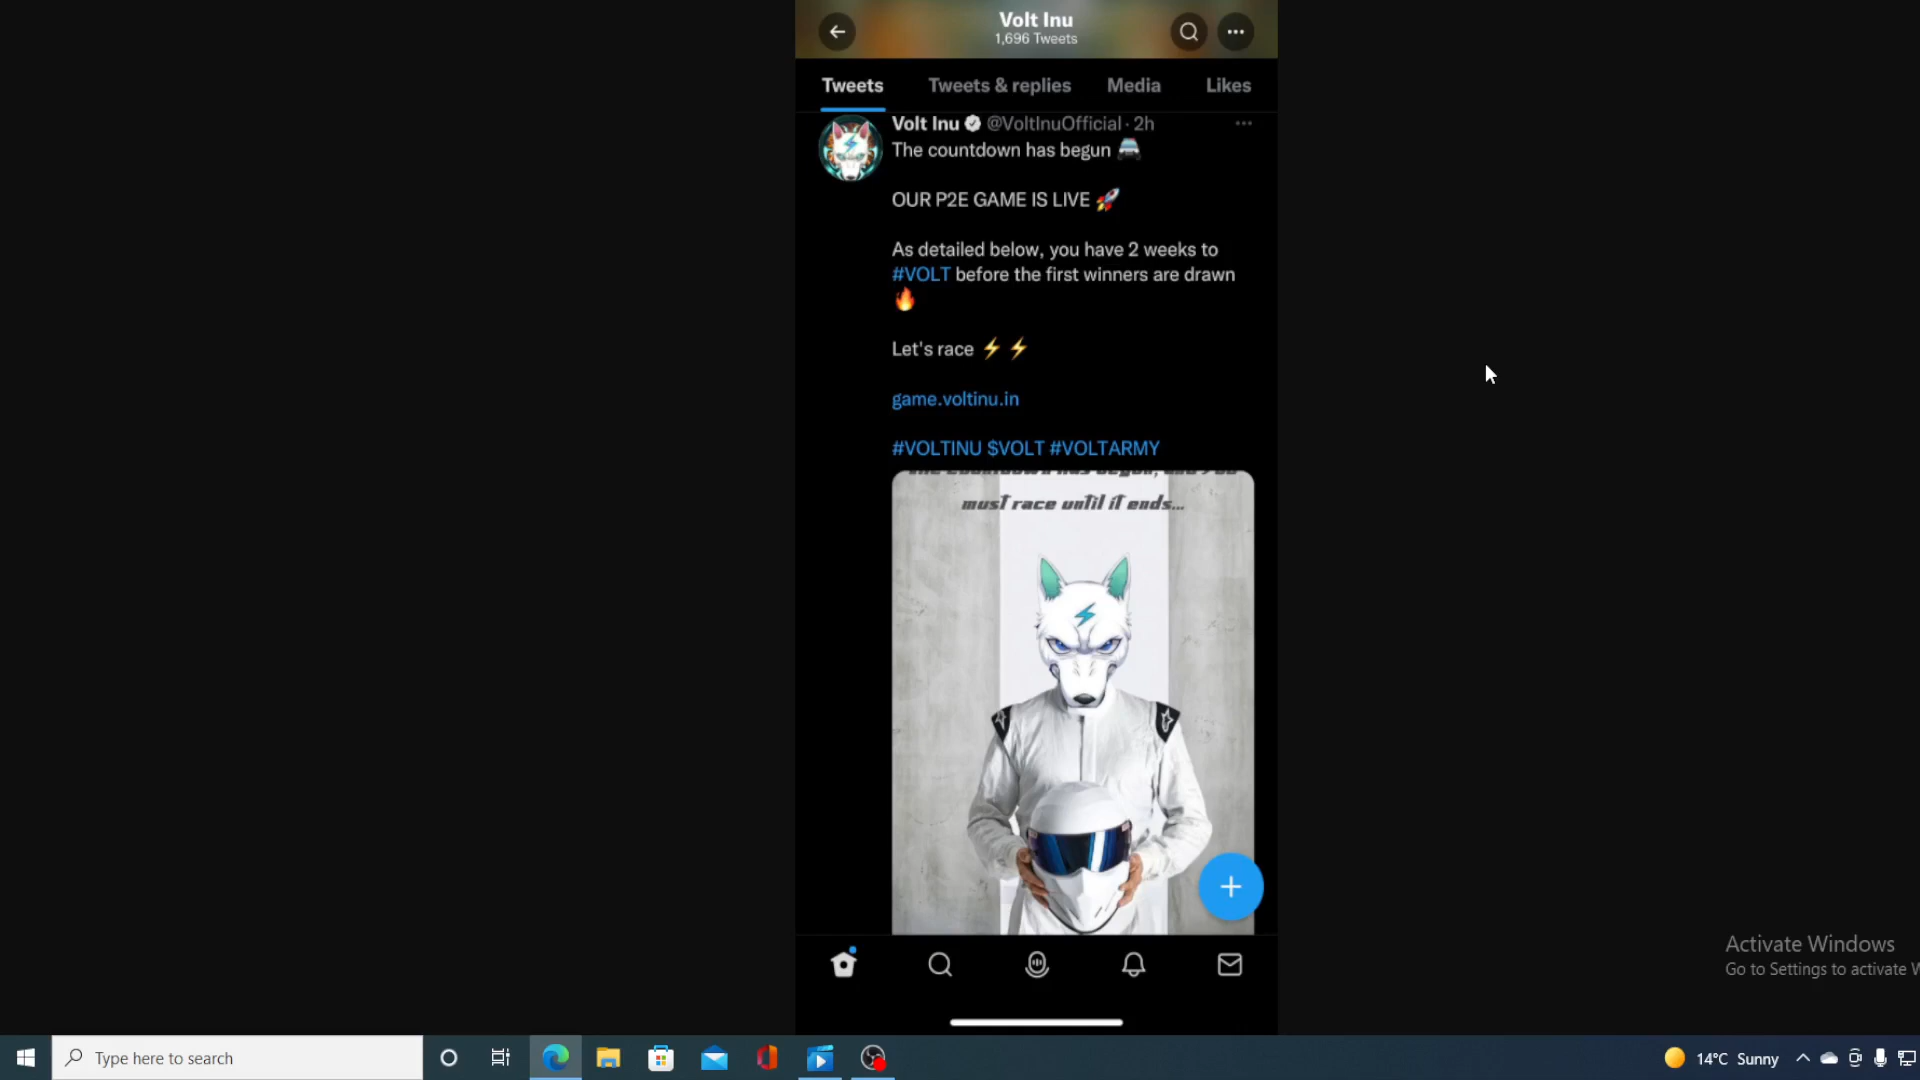 Volt Inu
1,696 Tweets
Tweets Tweets & replies Media Likes
Volt Inu @VoltInuOfficial · 2h
The countdown has begun 🚘
OUR P2E GAME IS LIVE 🚀
As detailed below, you have 2 weeks to
#VOLT before the first winners are drawn
🔥
Let's race ⚡ ⚡
game.voltinu.in
#VOLTINU $VOLT #VOLTARMY
must race until it ends...
Activate Windows
Go to Settings to activate
Type here to search
14°C Sunny